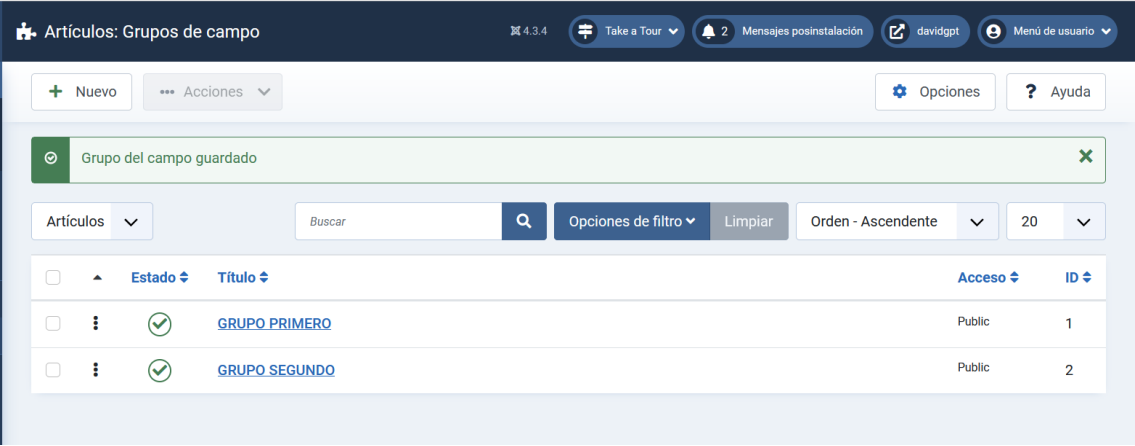 Artículos: Grupos de campo 4.3.4 Take a Tour 2 Mensajes posinstalación davidgpt Menú de usuario
Nuevo Acciones Opciones ? Ayuda
Grupo del campo guardado
Artículos Buscar Opciones de filtro Limpiar Orden - Ascendente 20
Estado Título Acceso ID
GRUPO PRIMERO Public 1
GRUPO SEGUNDO Public 2